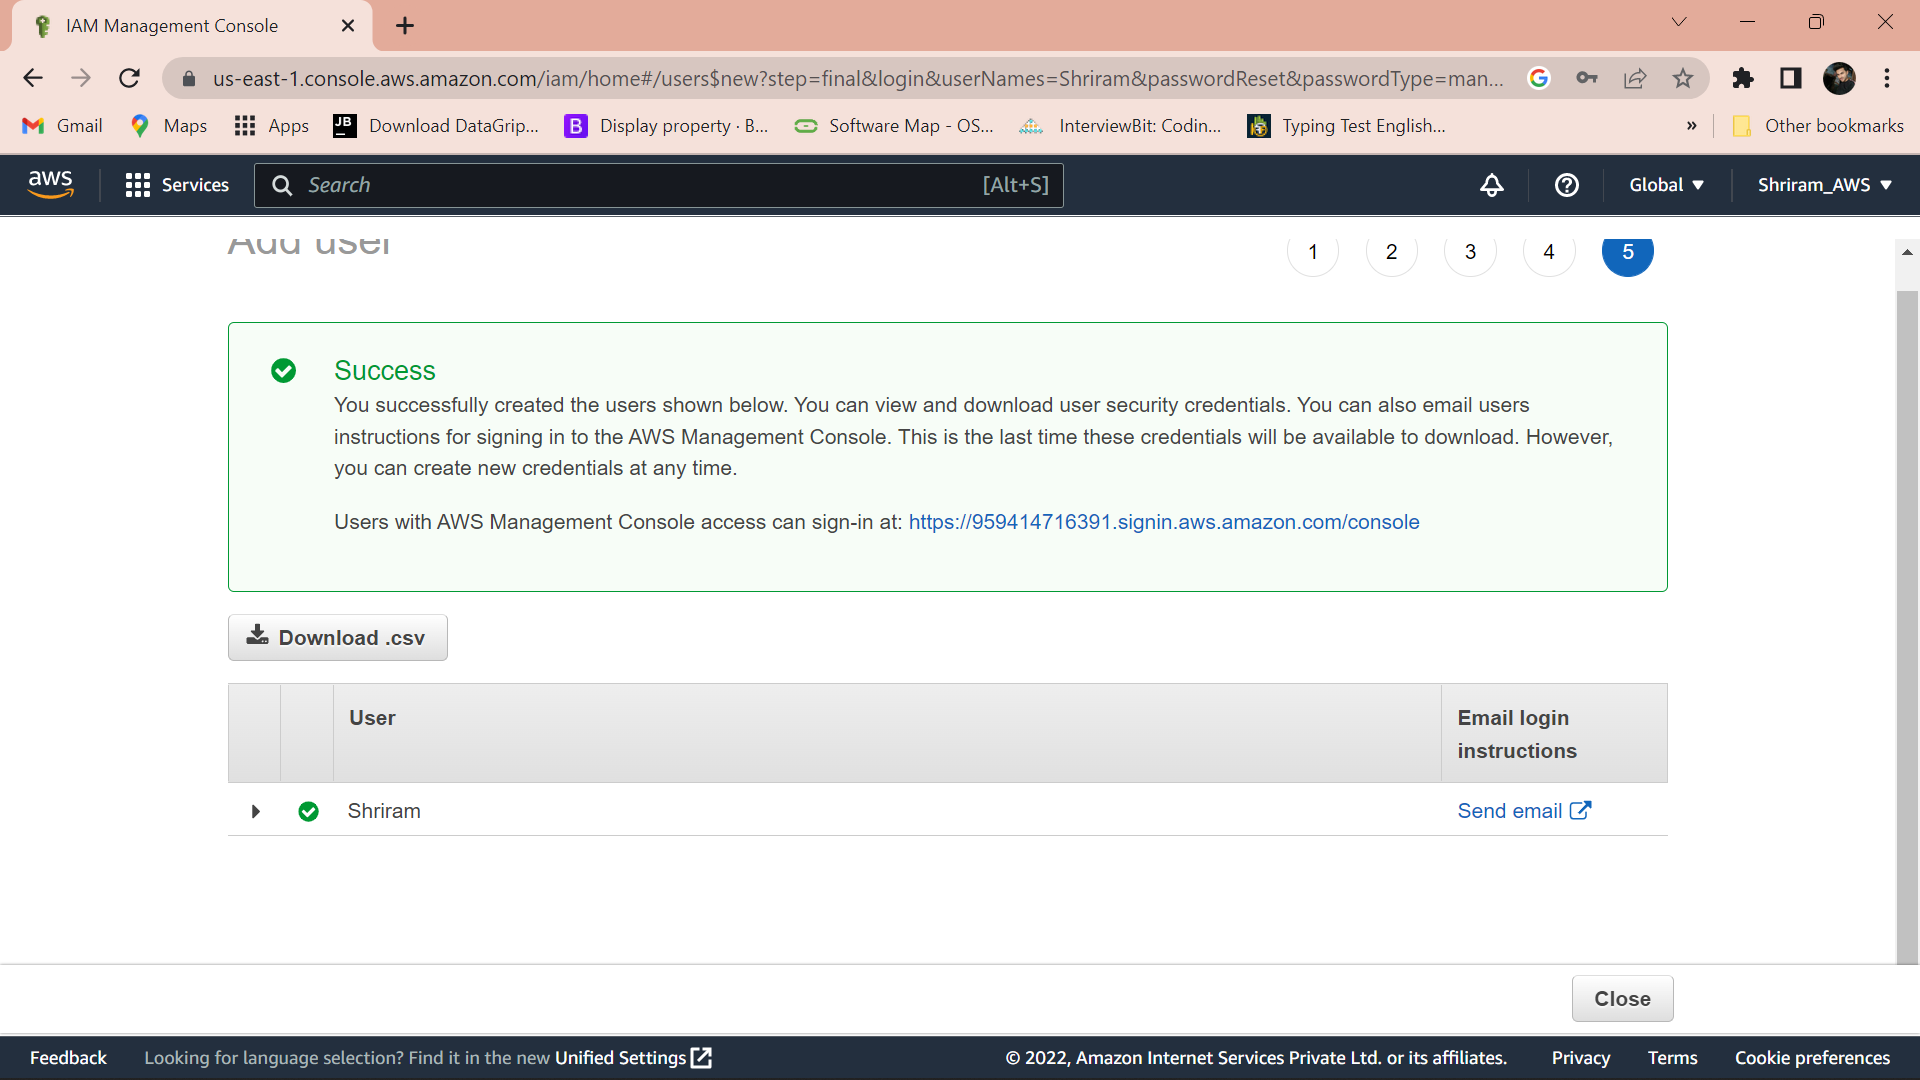 IAM Management Console
us-east-1.console.aws.amazon.com/iam/home#/users$new?step=final&login&userNames=Shriram&passwordReset&passwordType=man...
Gmail Maps Apps JB Download DataGrip... B Display property · B... Software Map - OS... InterviewBit: Codin... Typing Test English... » Other bookmarks
aws Services Search [Alt+S] Global Shriram_AWS
Add user 1 2 3 4 5
Success
You successfully created the users shown below. You can view and download user security credentials. You can also email users
instructions for signing in to the AWS Management Console. This is the last time these credentials will be available to download. However,
you can create new credentials at any time.
Users with AWS Management Console access can sign-in at: https://959414716391.signin.aws.amazon.com/console
Download .csv
User Email login
instructions
Shriram Send email
Close
Feedback Looking for language selection? Find it in the new Unified Settings © 2022, Amazon Internet Services Private Ltd. or its affiliates. Privacy Terms Cookie preferences